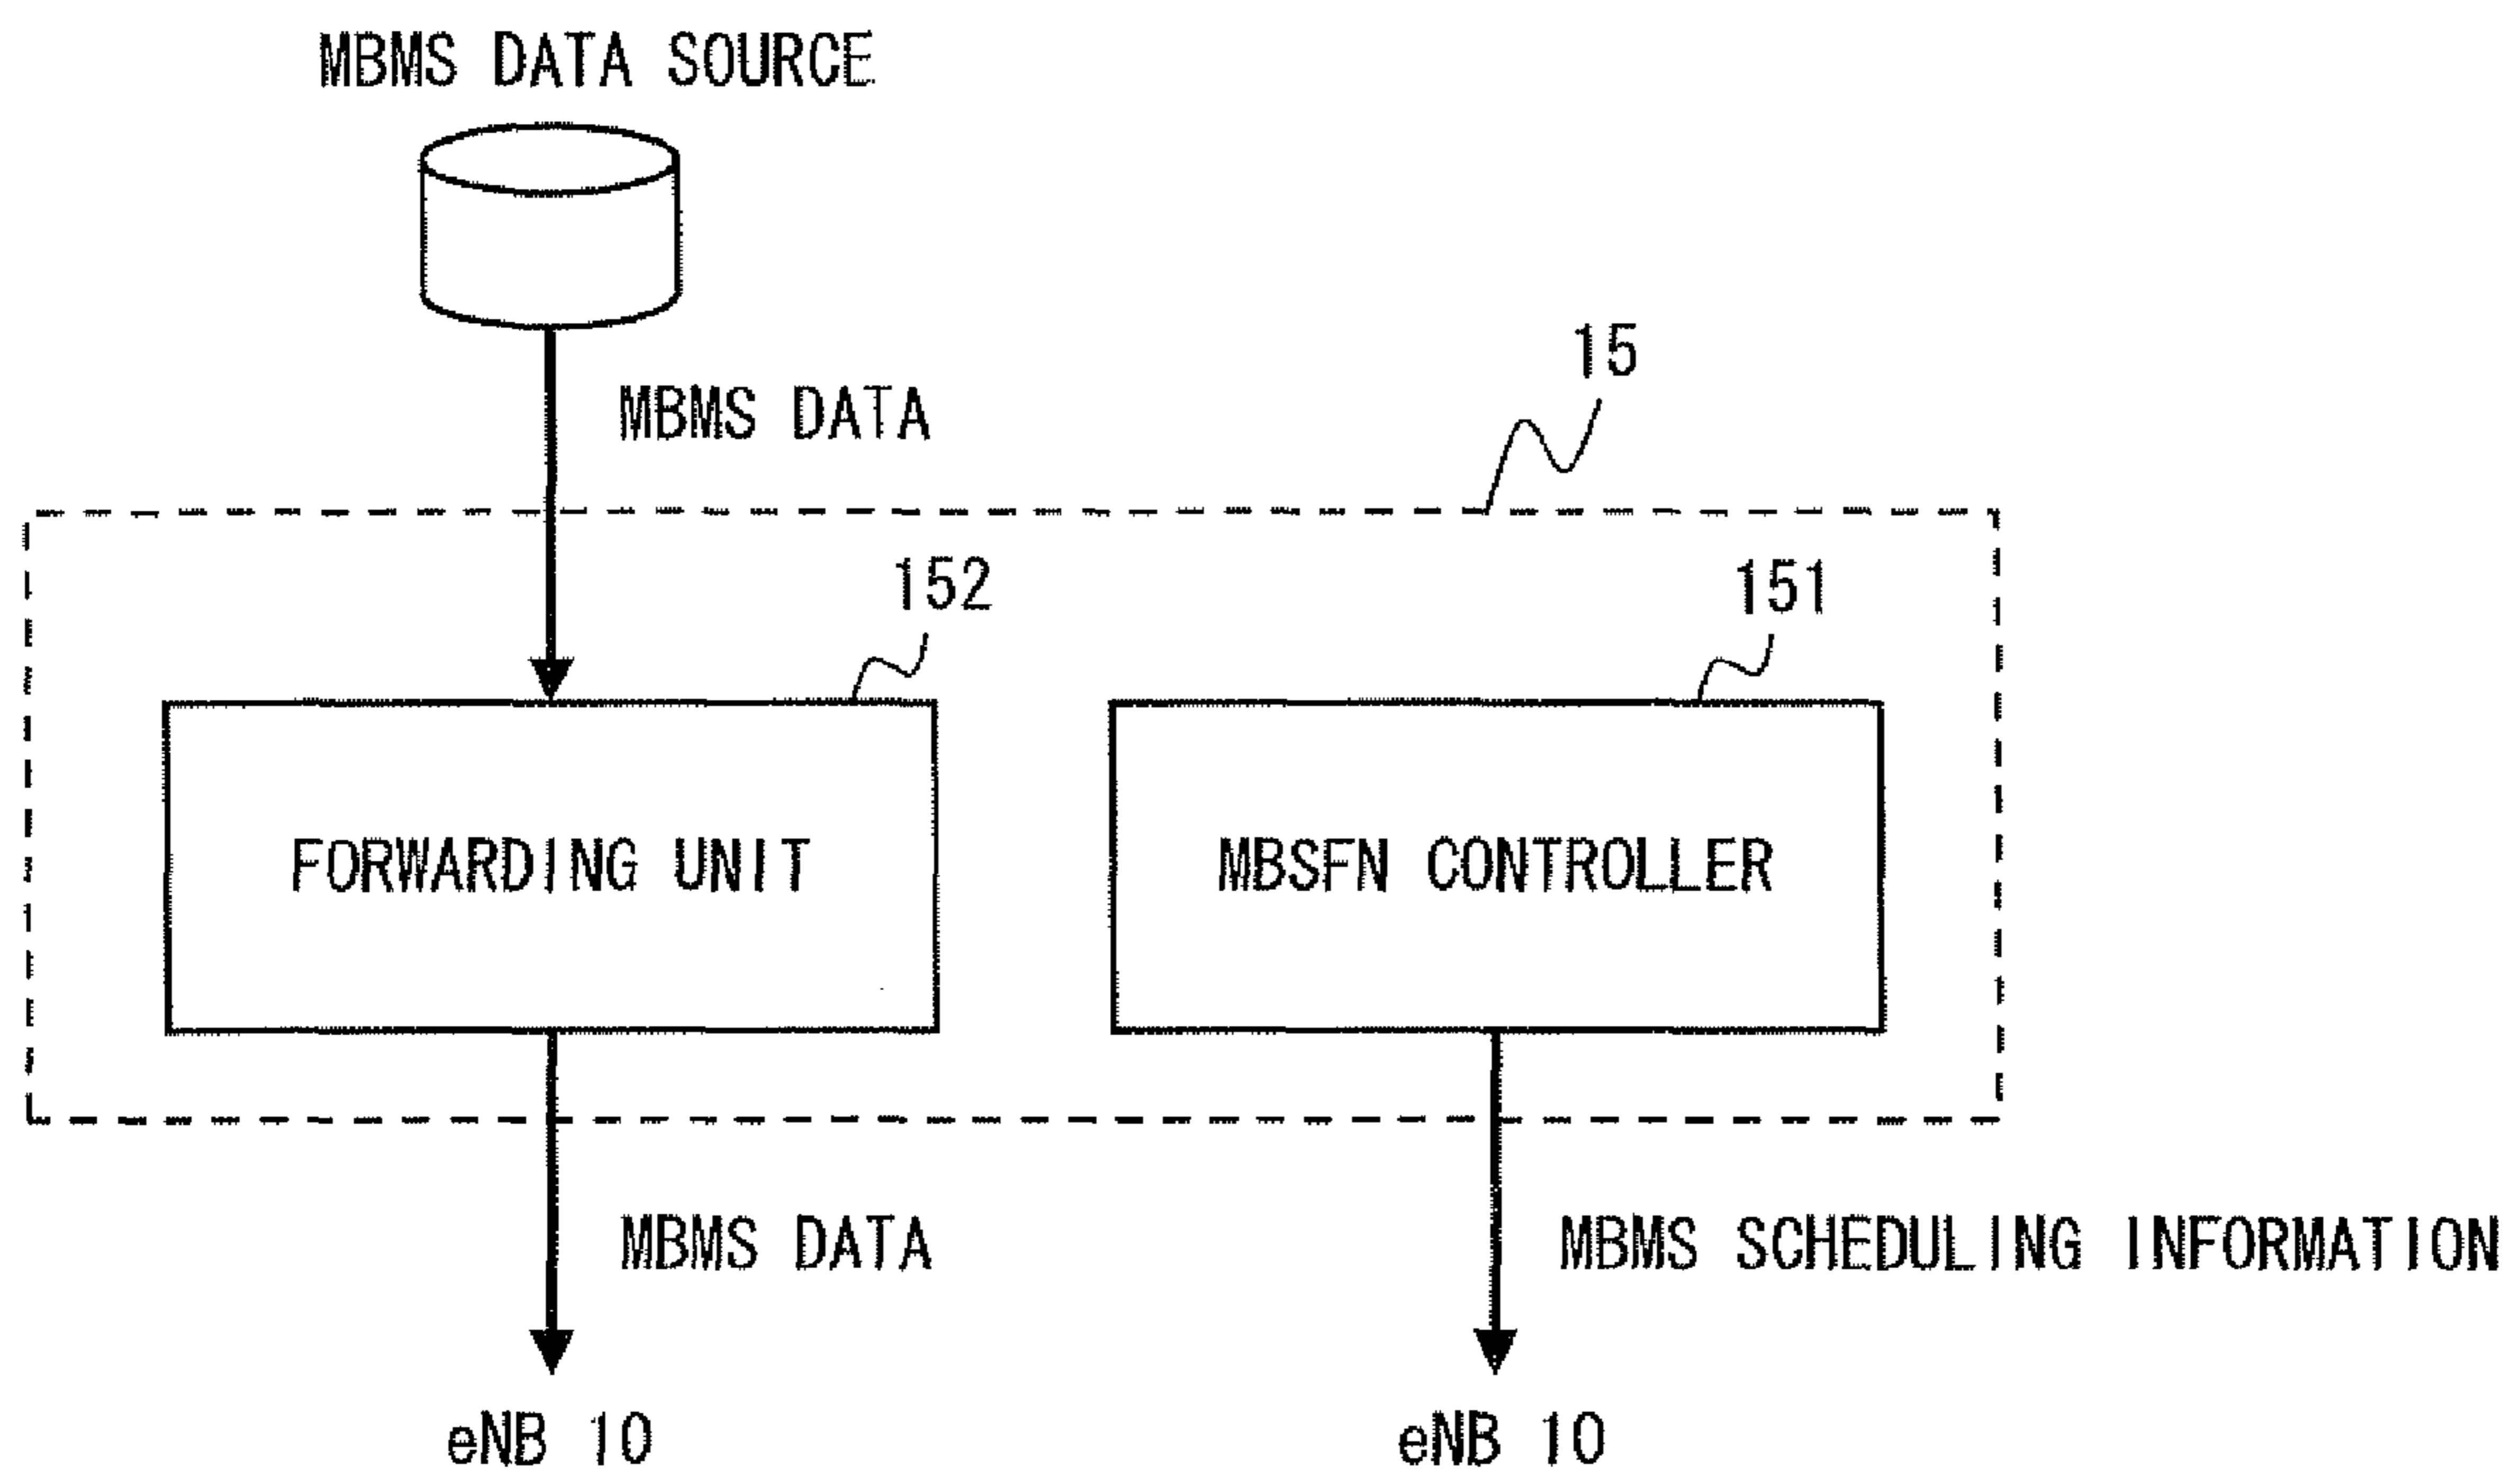 MBMS DATA SOURCE
MBMS DATA
15
152
151
FORWARDING UNIT
MBSFN CONTROLLER
MBMS DATA
MBMS SCHEDULING INFORMATION
eNB 10
eNB 10